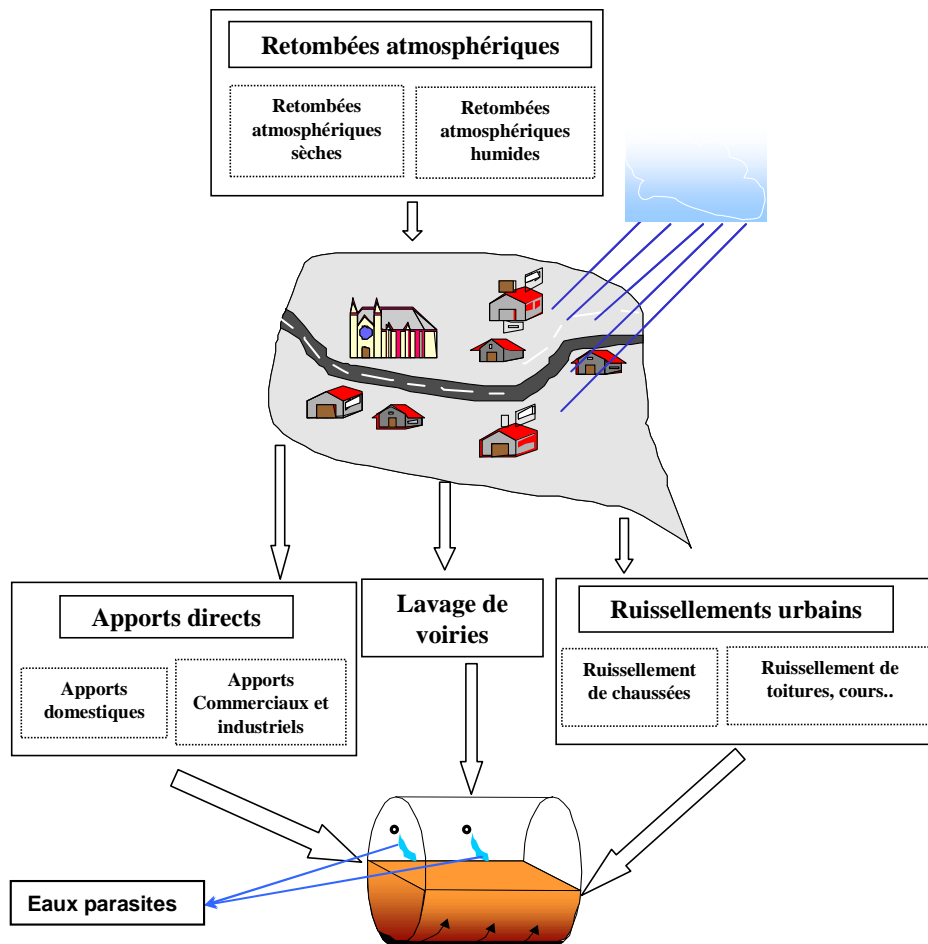 Retombées atmosphériques
Retombées
atmosphériques
sèches
Retombées
atmosphériques
humides
Apports directs
Apports
domestiques
Apports
Commerciaux et
industriels
Lavage de
voiries
Ruissellements urbains
Ruissellement
de chaussées
Ruissellement de
toitures, cours..
Eaux parasites